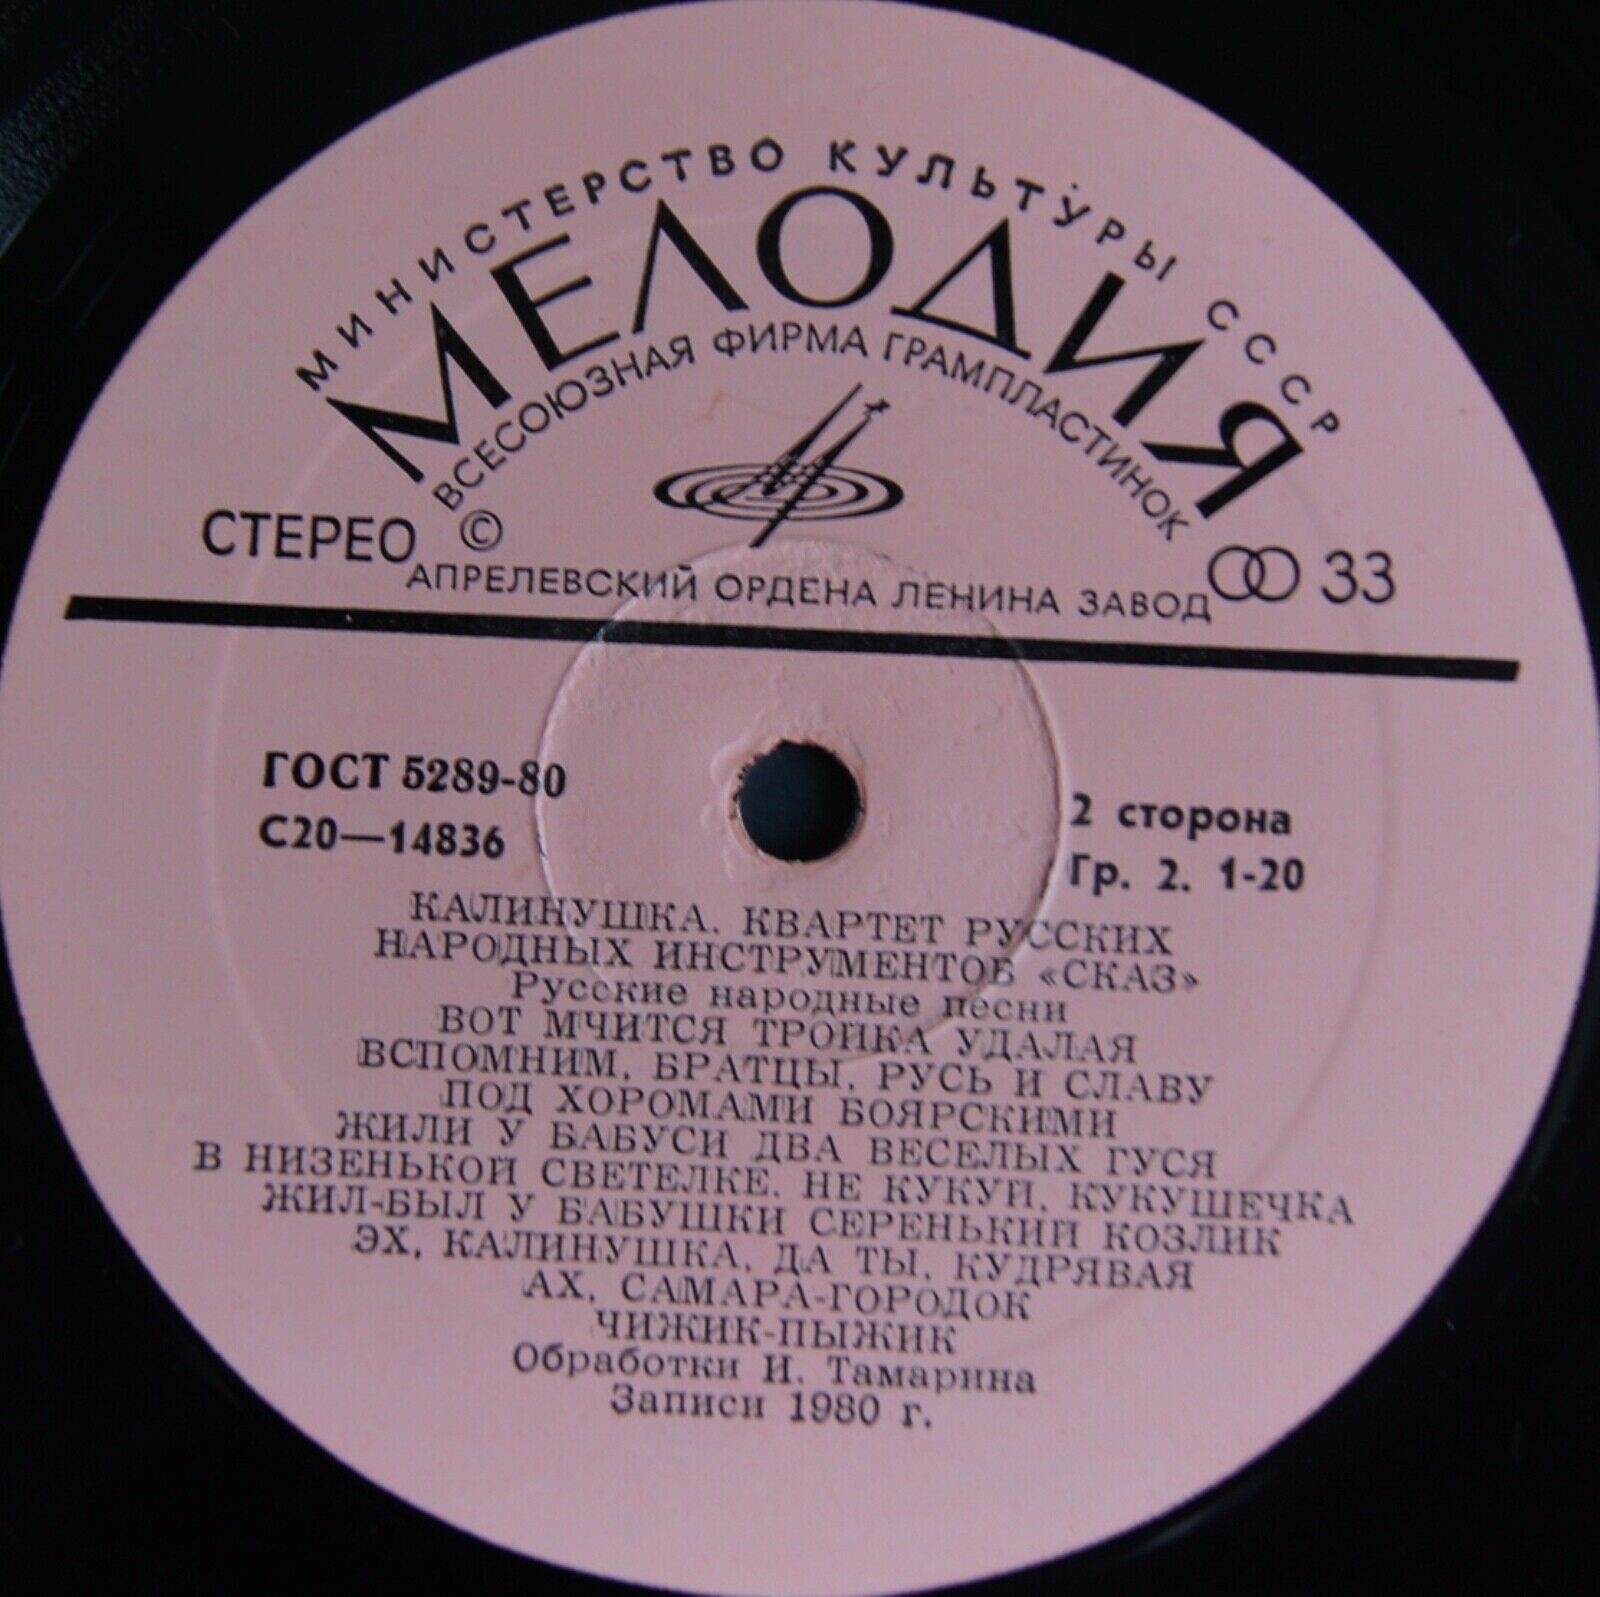 МИНИСТЕРСТВО КУЛЬТУРЫ СССР
МЕЛОДИЯ
ВСЕСОЮЗНАЯ ФИРМА ГРАМПЛАСТИНОК
СТЕРЕО © 33
АПРЕЛЕВСКИЙ ОРДЕНА ЛЕНИНА ЗАВОД
ГОСТ 5289-80
С20—14836
2 сторона
Гр. 2. 1-20
КАЛИНУШКА. КВАРТЕТ РУССКИХ
НАРОДНЫХ ИНСТРУМЕНТОВ «СКАЗ»
Русские народные песни
ВОТ МЧИТСЯ ТРОЙКА УДАЛАЯ
ВСПОМНИМ, БРАТЦЫ, РУСЬ И СЛАВУ
ПОД ХОРОМАМИ БОЯРСКИМИ
ЖИЛИ У БАБУСИ ДВА ВЕСЕЛЫХ ГУСЯ
В НИЗЕНЬКОЙ СВЕТЕЛКЕ. НЕ КУКУЙ, КУКУШЕЧКА
ЖИЛ-БЫЛ У БАБУШКИ СЕРЕНЬКИЙ КОЗЛИК
ЭХ, КАЛИНУШКА, ДА ТЫ, КУДРЯВАЯ
АХ, САМАРА-ГОРОДОК
ЧИЖИК-ПЫЖИК
Обработки И. Тамарина
Записи 1980 г.